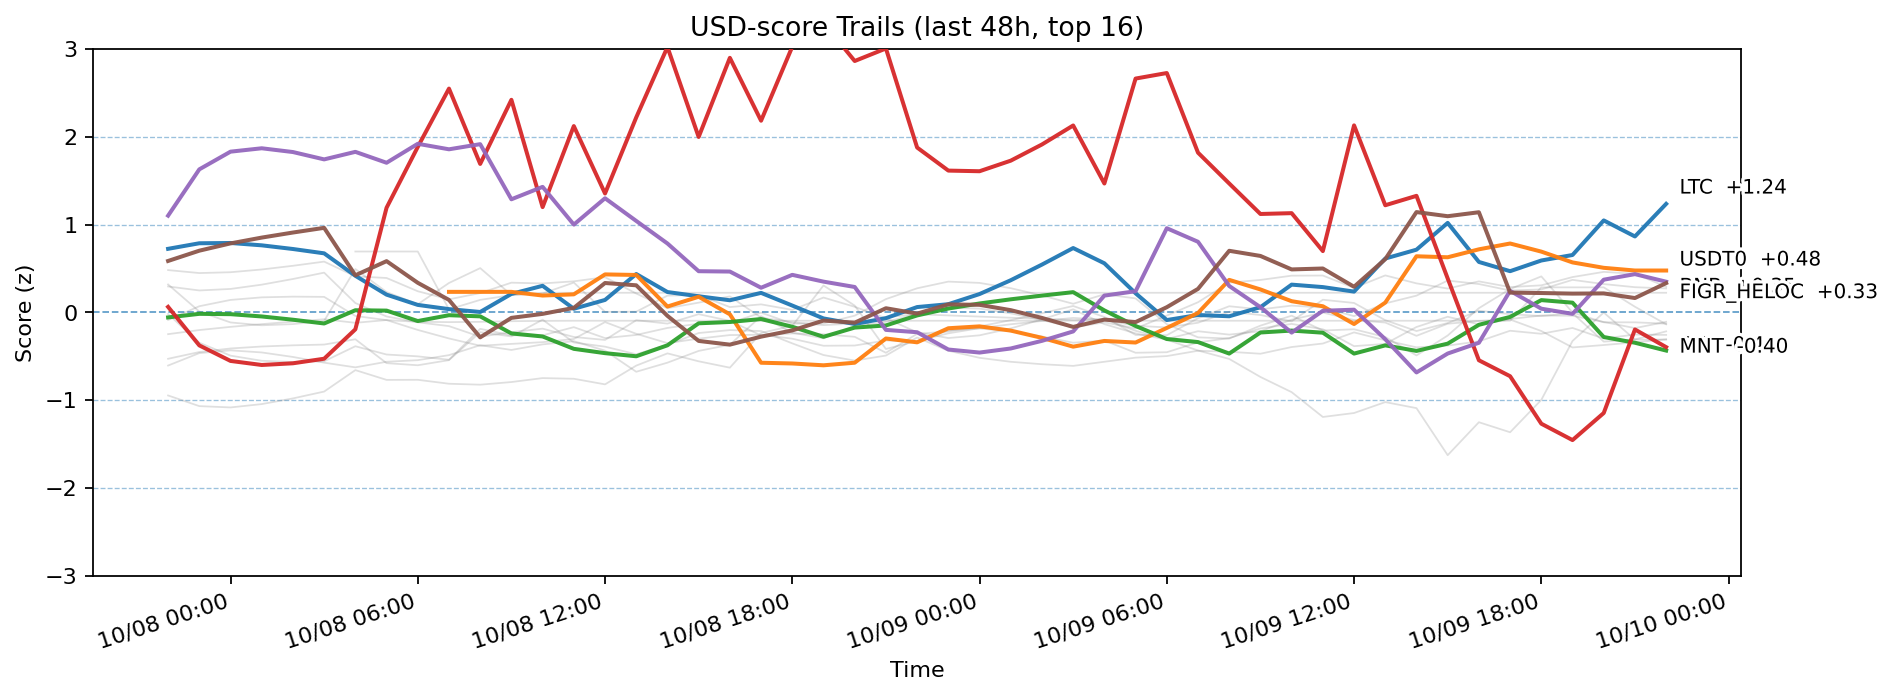 USD-score Trails (last 48h, top 16)
3
2
1
0
−1
−2
−3
Score (z)
LTC +1.24
USDT0 +0.48
FIGR_HELOC +0.33
MNT -0.40
10/08 00:00
10/08 06:00
10/08 12:00
10/08 18:00
10/09 00:00
10/09 06:00
10/09 12:00
10/09 18:00
10/10 00:00
Time